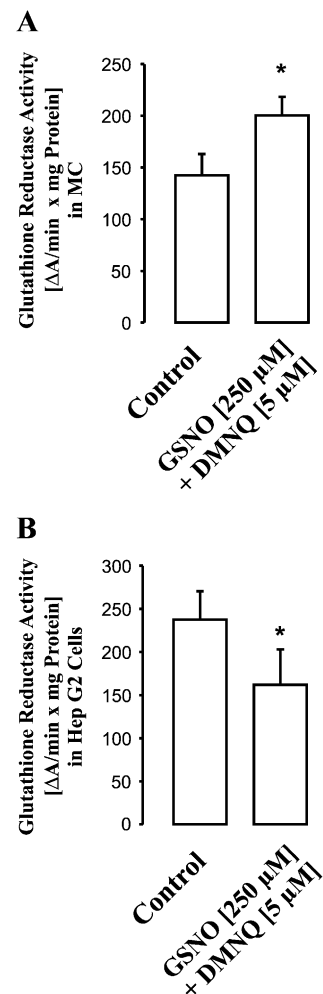 A
Glutathione Reductase Activity
[ΔA/min x mg Protein]
in MC
250
200
150
100
50
0
*
Control
GSNO [250 µM]
+ DMNQ [5 µM]
B
Glutathione Reductase Activity
[ΔA/min x mg Protein]
in Hep G2 Cells
300
250
200
150
100
50
0
*
Control
GSNO [250 µM]
+ DMNQ [5 µM]